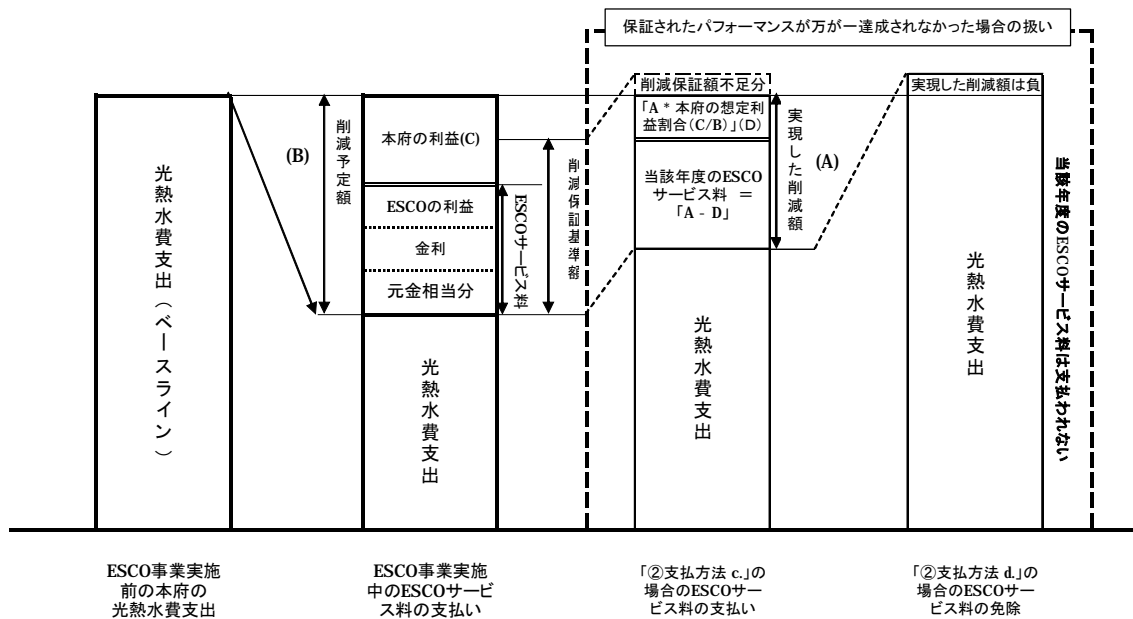 保証されたパフォーマンスが万が一達成されなかった場合の扱い
光熱水費支出（ベースライン）
(B)
削減予定額
本府の利益(C)
ESCOの利益
金利
元金相当分
光熱水費支出
ESCOサービス料
削減保証基準額
削減保証額不足分
「A * 本府の想定利
益割合（C/B）」(D)
当該年度のESCO
サービス料 ＝
「A - D」
光熱水費支出
実現した削減額
(A)
実現した削減額は負
光熱水費支出
当該年度のESCOサービス料は支払われない
ESCO事業実施
前の本府の
光熱水費支出
ESCO事業実施
中のESCOサービ
ス料の支払い
「②支払方法 c.」の
場合のESCOサー
ビス料の支払い
「②支払方法 d.」の
場合のESCOサー
ビス料の免除